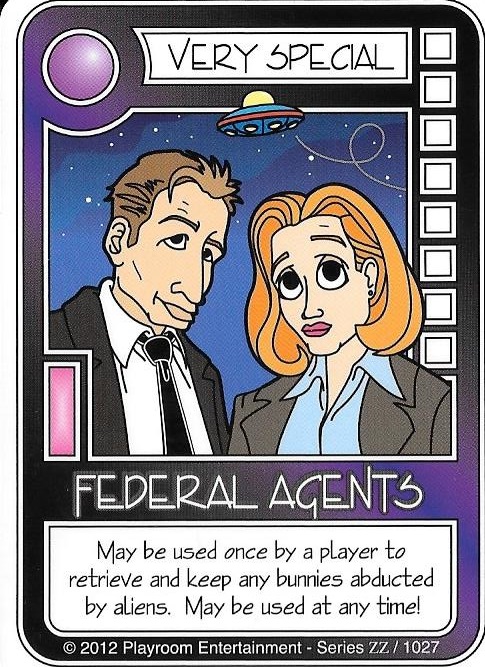 VERY SPECIAL
FEDERAL AGENTS
May be used once by a player to
retrieve and keep any bunnies abducted
by aliens. May be used at any time!
© 2012 Playroom Entertainment - Series ZZ / 1027